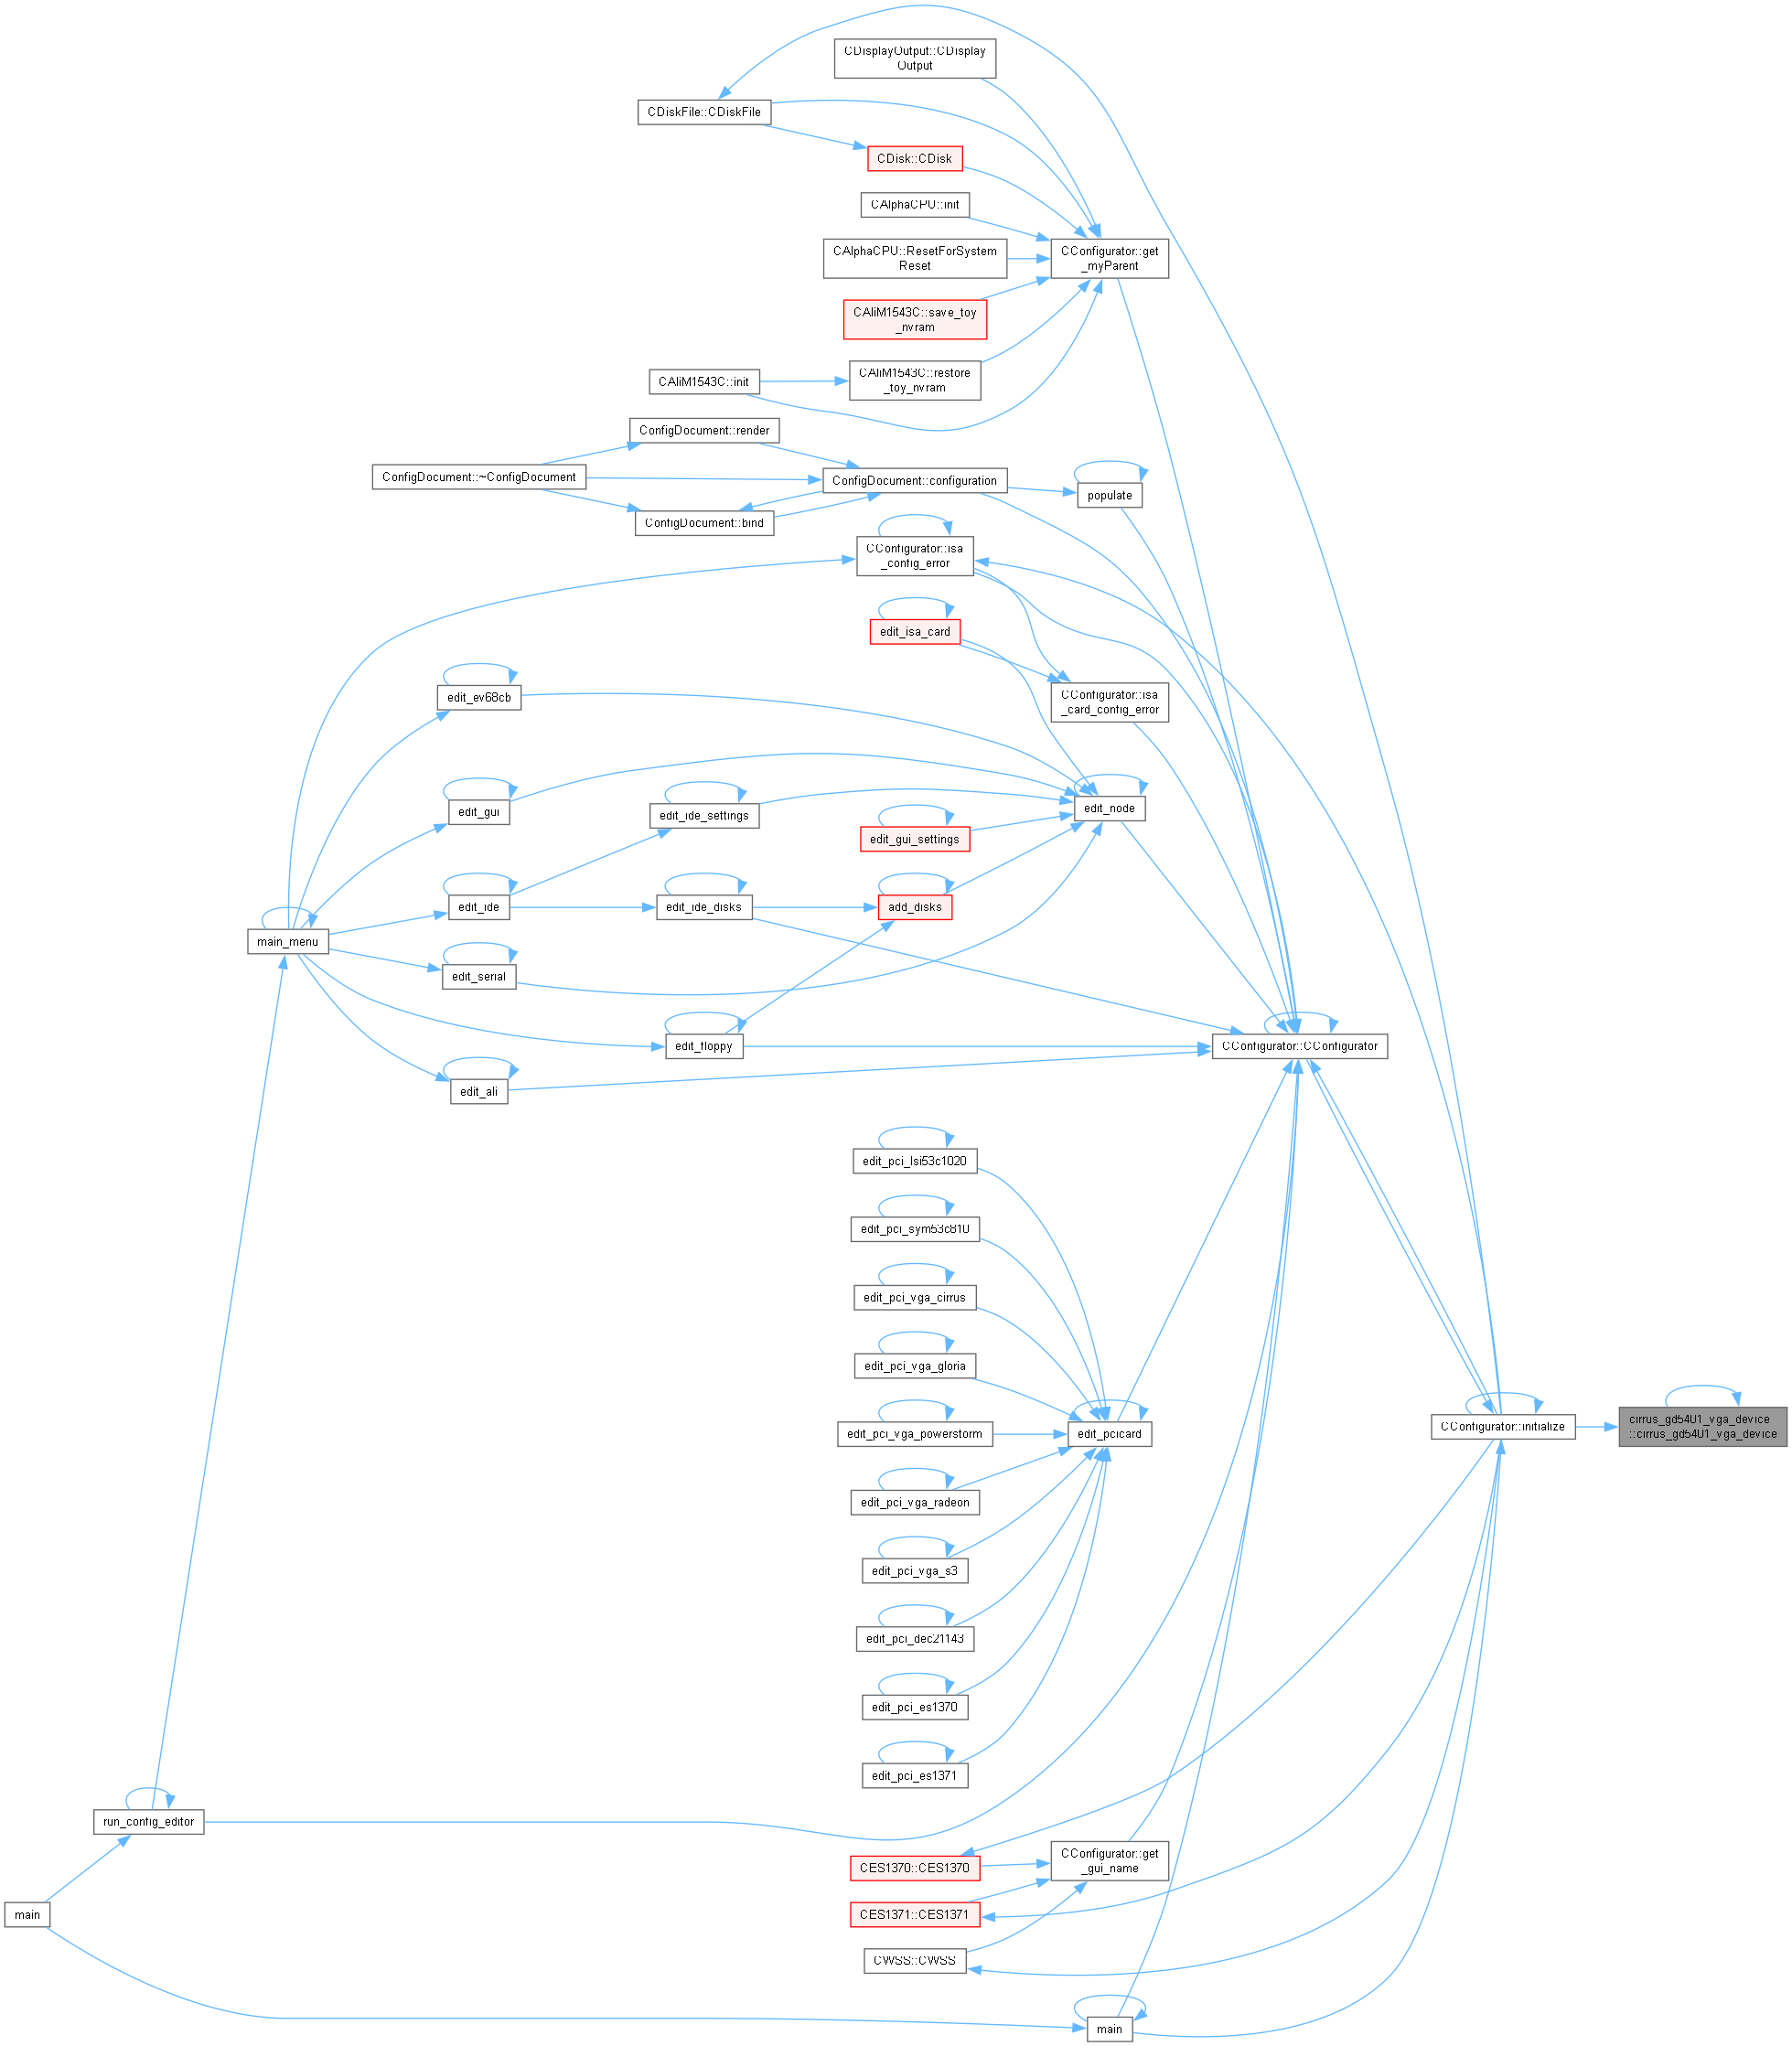 CDisplayOutput::CDisplay
Output
CDiskFile::CDiskFile
CDisk::CDisk
CAlphaCPU::init
CAlphaCPU::ResetForSystem
Reset
CConfigurator::get
_myParent
CAliM1543C::save_toy
_nvram
CAliM1543C::restore
_toy_nvram
CAliM1543C::init
ConfigDocument::render
ConfigDocument::~ConfigDocument
ConfigDocument::configuration
populate
ConfigDocument::bind
CConfigurator::isa
_config_error
edit_isa_card
edit_ev68cb
CConfigurator::isa
_card_config_error
edit_gui
edit_ide_settings
edit_node
edit_gui_settings
edit_ide
edit_ide_disks
add_disks
main_menu
edit_serial
edit_floppy
CConfigurator::CConfigurator
edit_ali
edit_pci_lsi53c1020
edit_pci_sym53c810
edit_pci_vga_cirrus
edit_pci_vga_gloria
edit_pci_vga_powerstorm
edit_pcicard
CConfigurator::initialize
cirrus_gd5401_vga_device
::cirrus_gd5401_vga_device
edit_pci_vga_radeon
edit_pci_vga_s3
edit_pci_dec21143
edit_pci_es1370
edit_pci_es1371
run_config_editor
CConfigurator::get
_gui_name
CES1370::CES1370
CES1371::CES1371
main
CWSS::CWSS
main